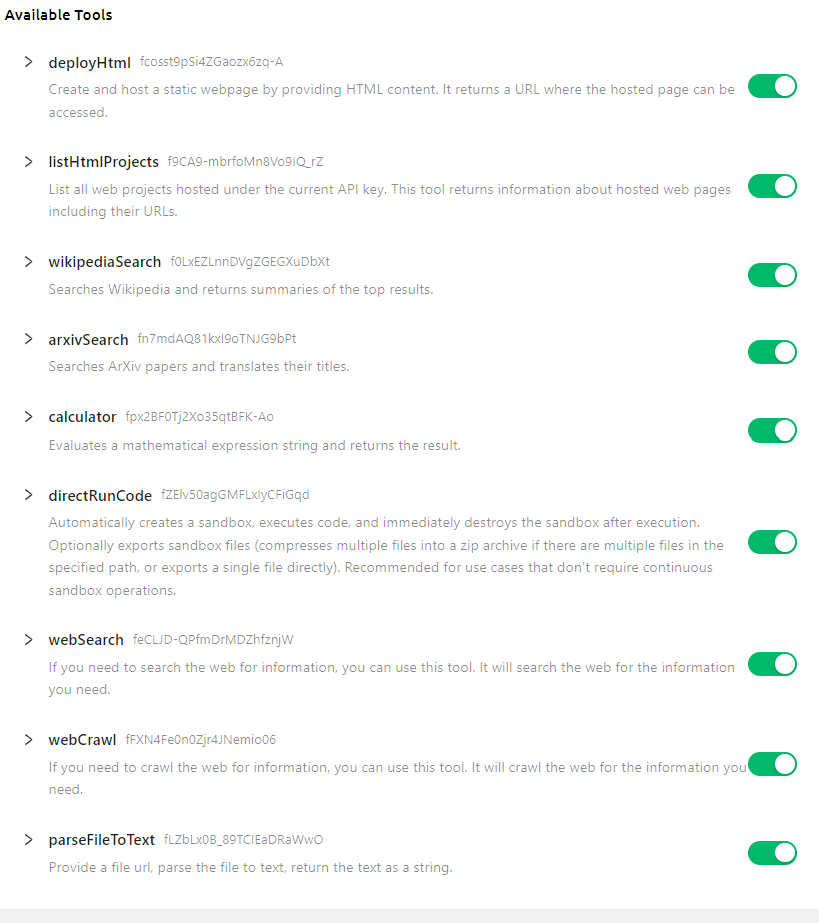 Available Tools
deployHtml fcosst9pSi4ZGaozx6zq-A
Create and host a static webpage by providing HTML content. It returns a URL where the hosted page can be
accessed.
listHtmlProjects f9CA9-mbrfoMn8Vo9IQ_rZ
List all web projects hosted under the current API key. This tool returns information about hosted web pages
including their URLs.
wikipediaSearch f0LxEZLnnDVgZGEGXuDbXt
Searches Wikipedia and returns summaries of the top results.
arxivSearch fn7mdAQ81kxI9oTNJG9bPt
Searches ArXiv papers and translates their titles.
calculator fpx2BF0Tj2Xo35qtBFK-Ao
Evaluates a mathematical expression string and returns the result.
directRunCode fZElv50agGMFLxIyCFiGqd
Automatically creates a sandbox, executes code, and immediately destroys the sandbox after execution.
Optionally exports sandbox files (compresses multiple files into a zip archive if there are multiple files in the
specified path, or exports a single file directly). Recommended for use cases that don't require continuous
sandbox operations.
webSearch feCLJD-QPfmDrMDZhfznjW
If you need to search the web for information, you can use this tool. It will search the web for the information
you need.
webCrawl fFXN4Fe0n0Zjr4JNemio06
If you need to crawl the web for information, you can use this tool. It will crawl the web for the information you
need.
parseFileToText fLZbLx0B_89TCIEaDRaWwO
Provide a file url, parse the file to text, return the text as a string.